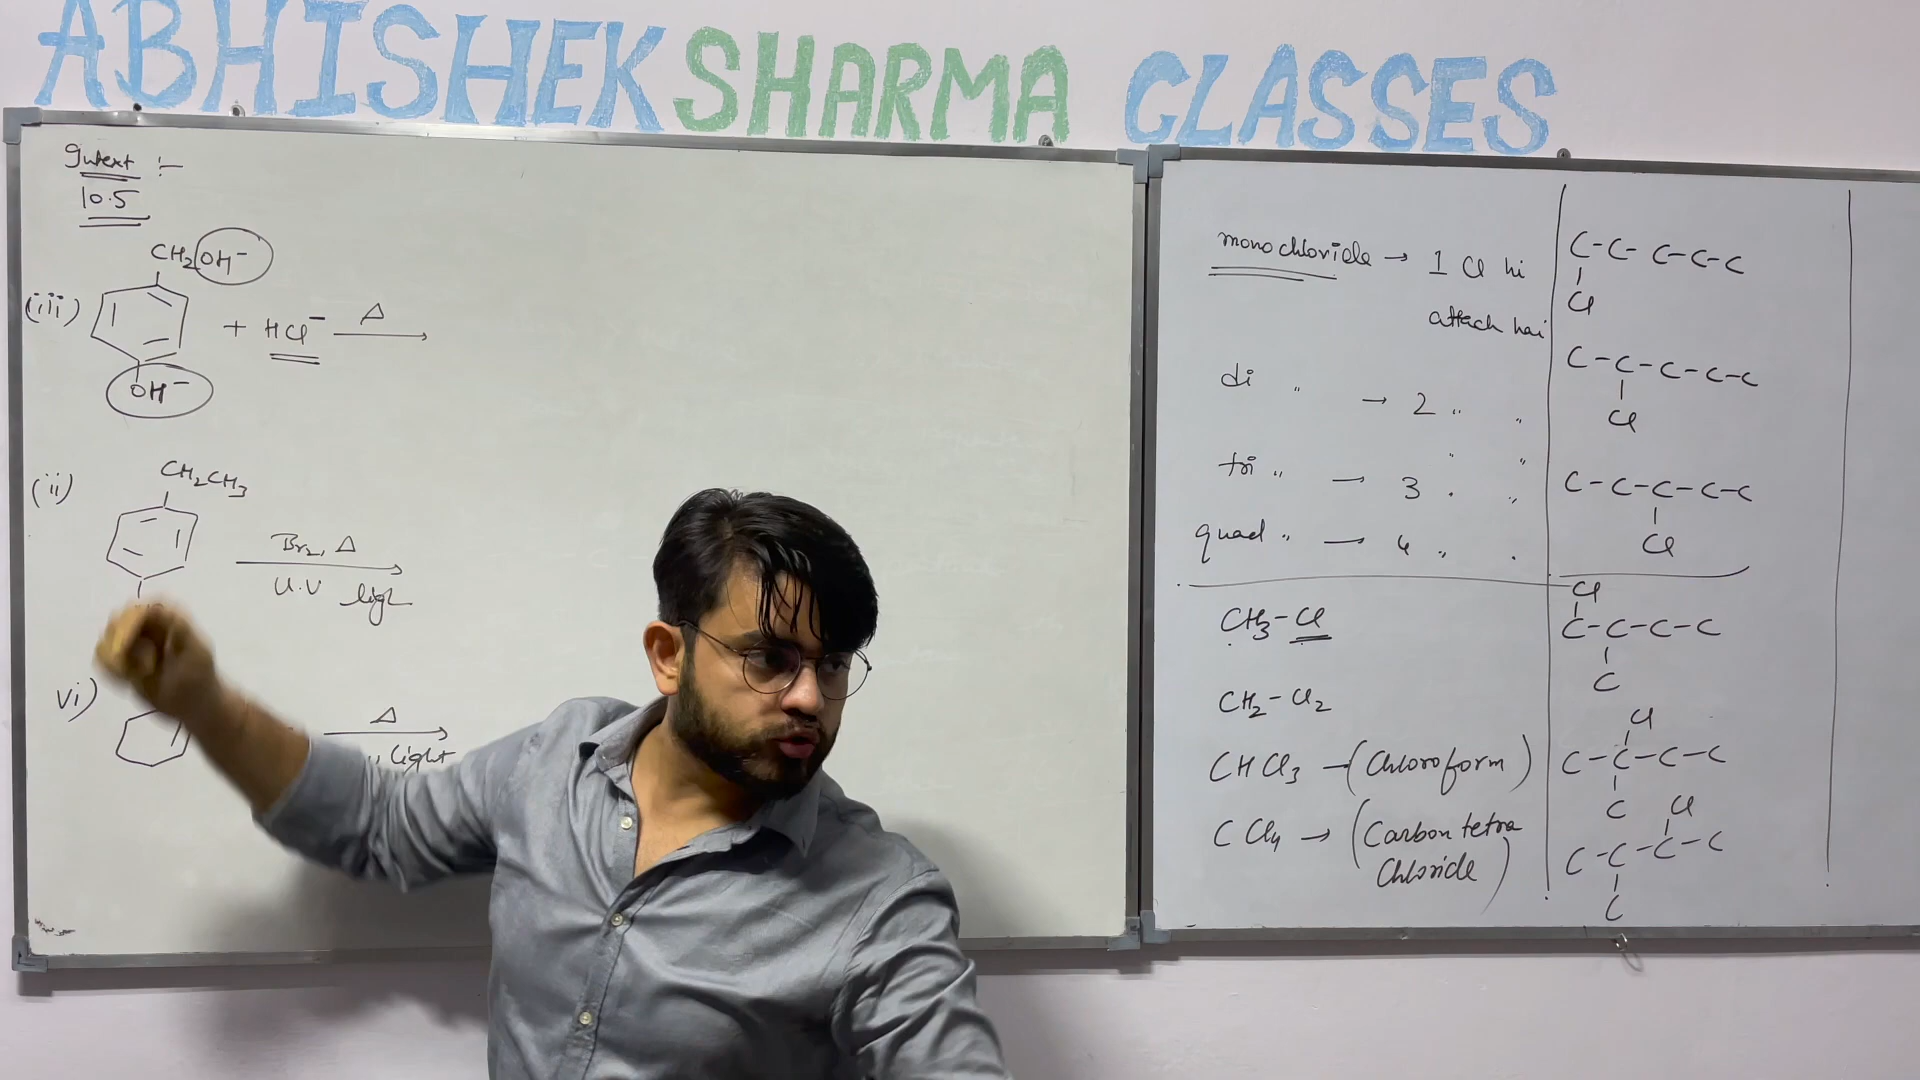 ABHISHEK SHARMA CLASSES
Intext :-
10.5
(iii)
CH2OH-
+ HCl- Δ
OH-
(ii)
CH2CH3
Br2, Δ
U.V light
vi)
Δ
light
monochloride → 1 Cl hi
attach hai
di " → 2 " "
tri " → 3 " "
quad " → 4 " "
CH3-Cl
CH2-Cl2
CHCl3 → (Chloroform)
CCl4 → (Carbon tetra
Chloride)
C-C-C-C-C
Cl
C-C-C-C-C
Cl
C-C-C-C-C
Cl
Cl
C-C-C-C
C
Cl
C-C-C-C
C
Cl
C-C-C-C
C